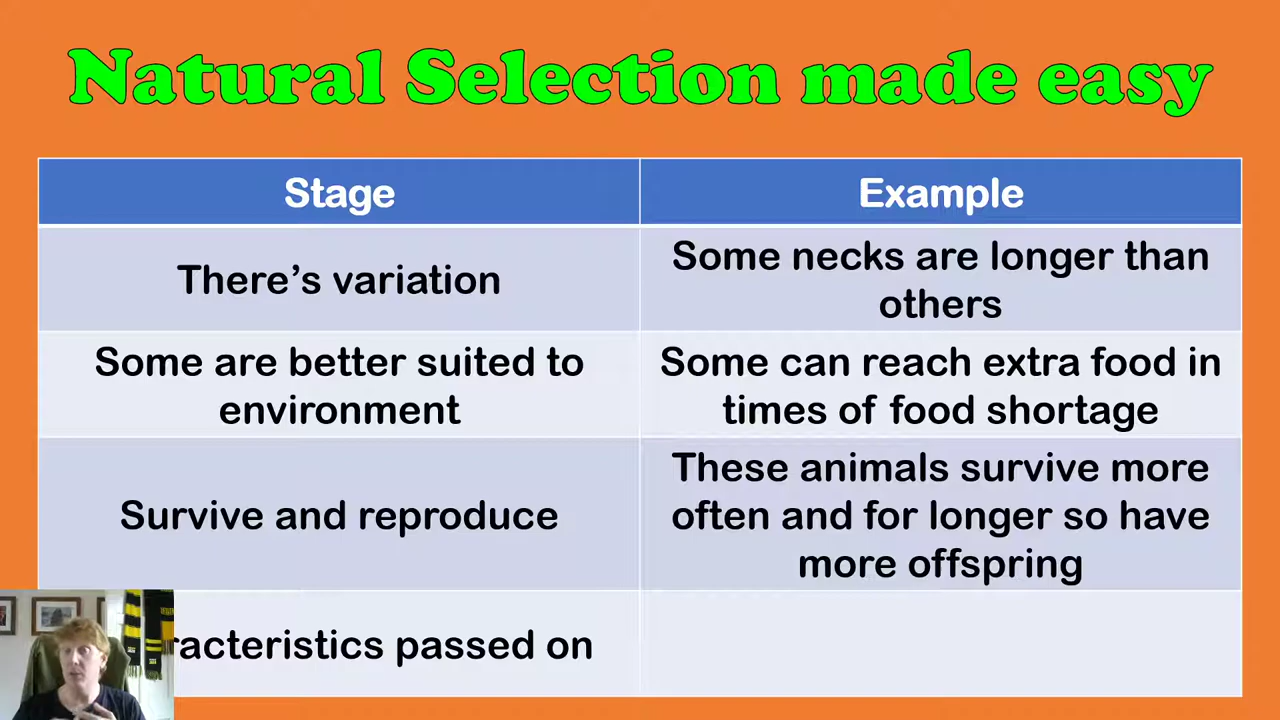 Natural Selection made easy
Stage
Example
There's variation
Some necks are longer than
others
Some are better suited to
environment
Some can reach extra food in
times of food shortage
Survive and reproduce
These animals survive more
often and for longer so have
more offspring
passed on